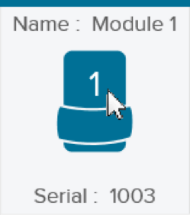 Name : Module 1
1
Serial : 1003